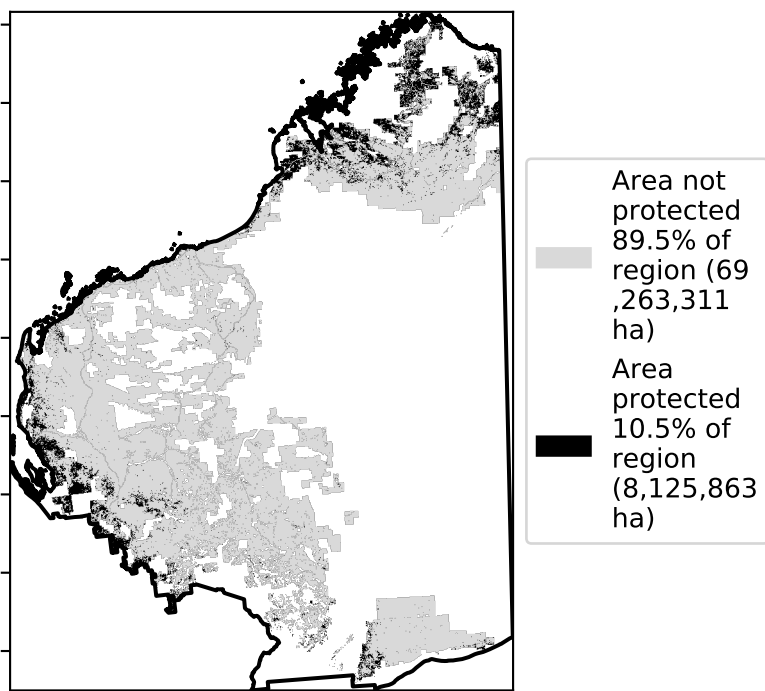 Area not
protected
89.5% of
region (69
,263,311
ha)
Area
protected
10.5% of
region
(8,125,863
ha)